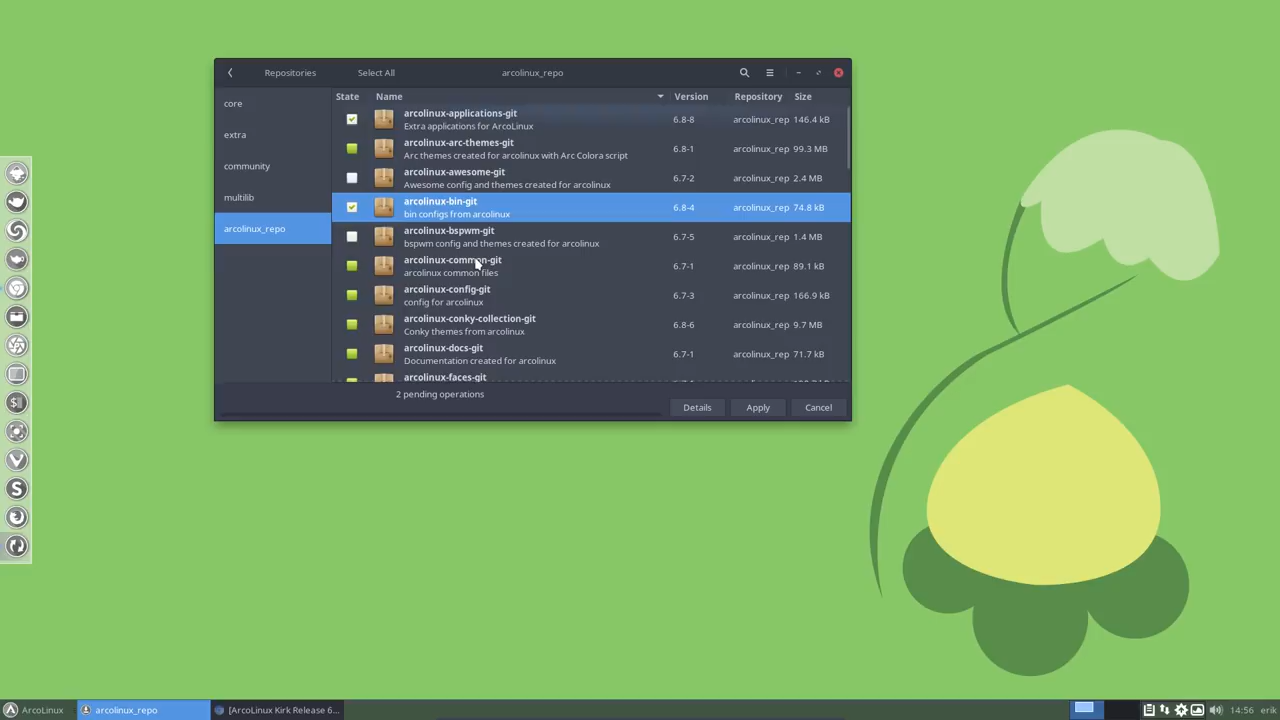 Repositories Select All arcolinux_repo
core
extra
community
multilib
arcolinux_repo
State Name Version Repository Size
arcolinux-applications-git
Extra applications for ArcoLinux
6.8-8 arcolinux_rep 146.4 kB
arcolinux-arc-themes-git
Arc themes created for arcolinux with Arc Colora script
6.8-1 arcolinux_rep 99.3 MB
arcolinux-awesome-git
Awesome config and themes created for arcolinux
6.7-2 arcolinux_rep 2.4 MB
arcolinux-bin-git
bin configs from arcolinux
6.8-4 arcolinux_rep 74.8 kB
arcolinux-bspwm-git
bspwm config and themes created for arcolinux
6.7-5 arcolinux_rep 1.4 MB
arcolinux-common-git
arcolinux common files
6.7-1 arcolinux_rep 89.1 kB
arcolinux-config-git
config for arcolinux
6.7-3 arcolinux_rep 166.9 kB
arcolinux-conky-collection-git
Conky themes from arcolinux
6.8-6 arcolinux_rep 9.7 MB
arcolinux-docs-git
Documentation created for arcolinux
6.7-1 arcolinux_rep 71.7 kB
arcolinux-faces-git
2 pending operations
Details Apply Cancel
ArcoLinux arcolinux_repo [ArcoLinux Kirk Release 6... 14:56 erik